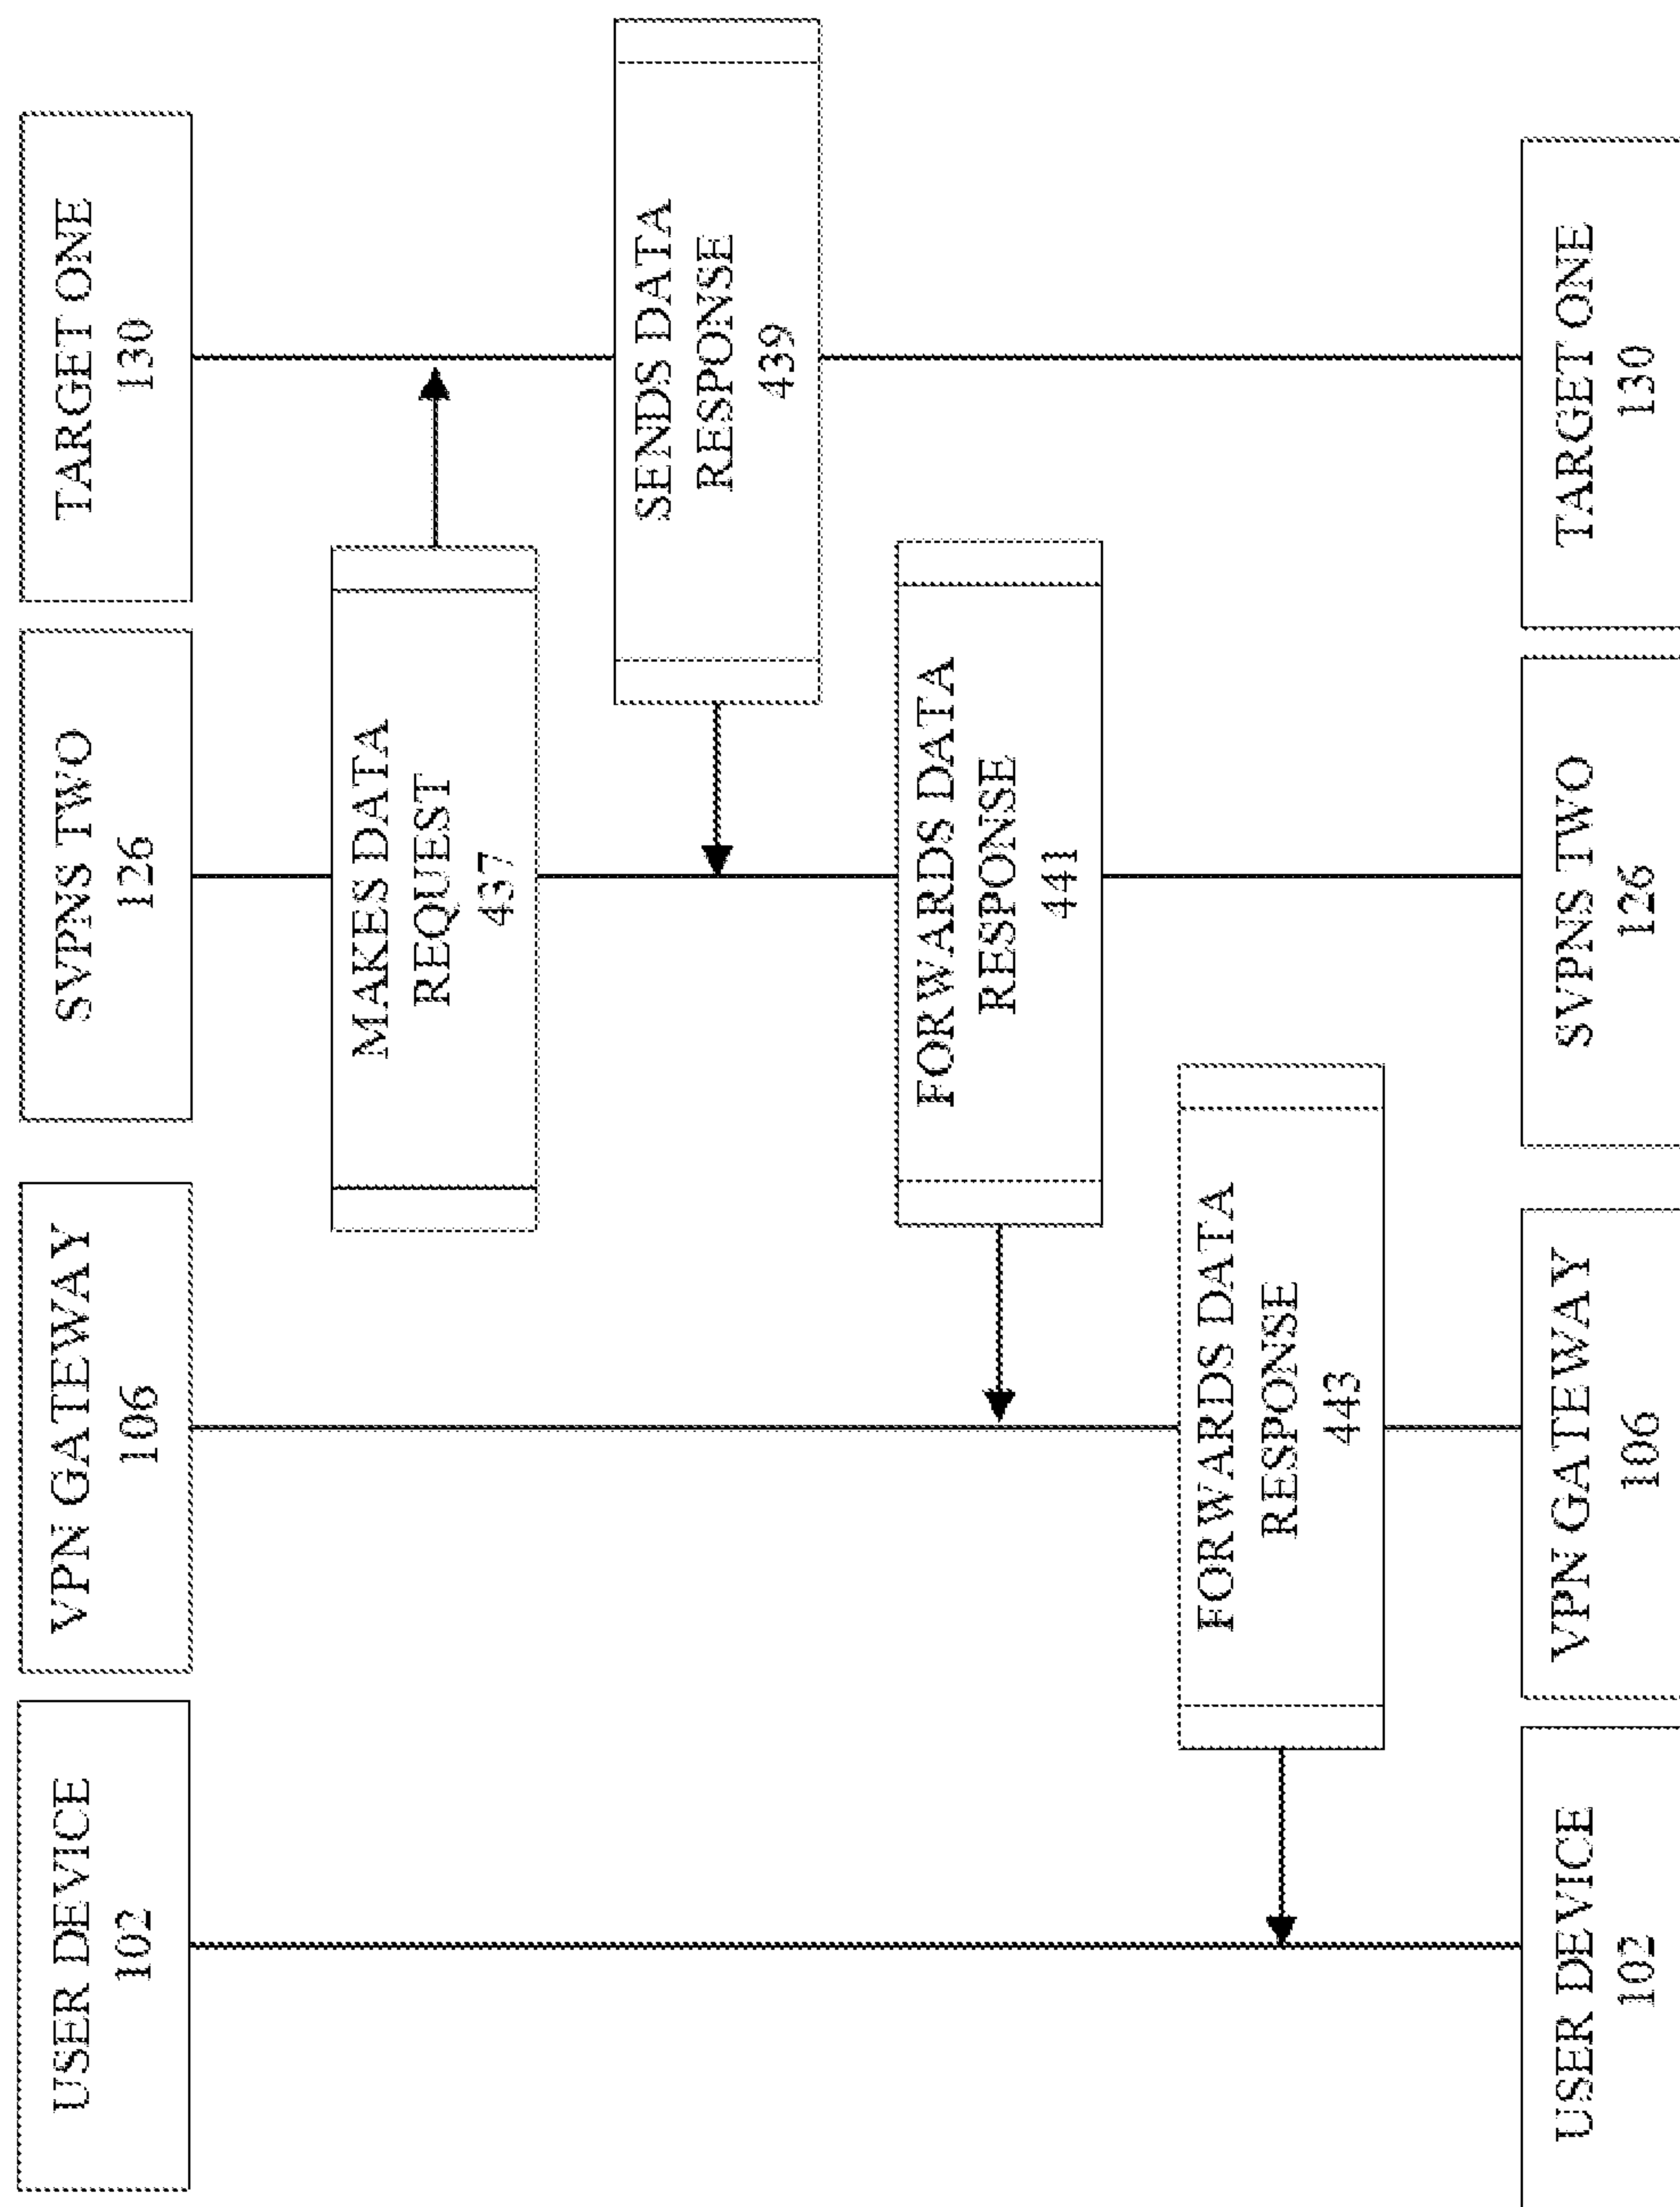 USER DEVICE
102
VPN GATEWAY
106
SVPNS TWO
126
TARGET ONE
130
MAKES DATA
REQUEST
437
SENDS DATA
RESPONSE
439
FORWARDS DATA
RESPONSE
441
FORWARDS DATA
RESPONSE
443
USER DEVICE
102
VPN GATEWAY
106
SVPNS TWO
126
TARGET ONE
130